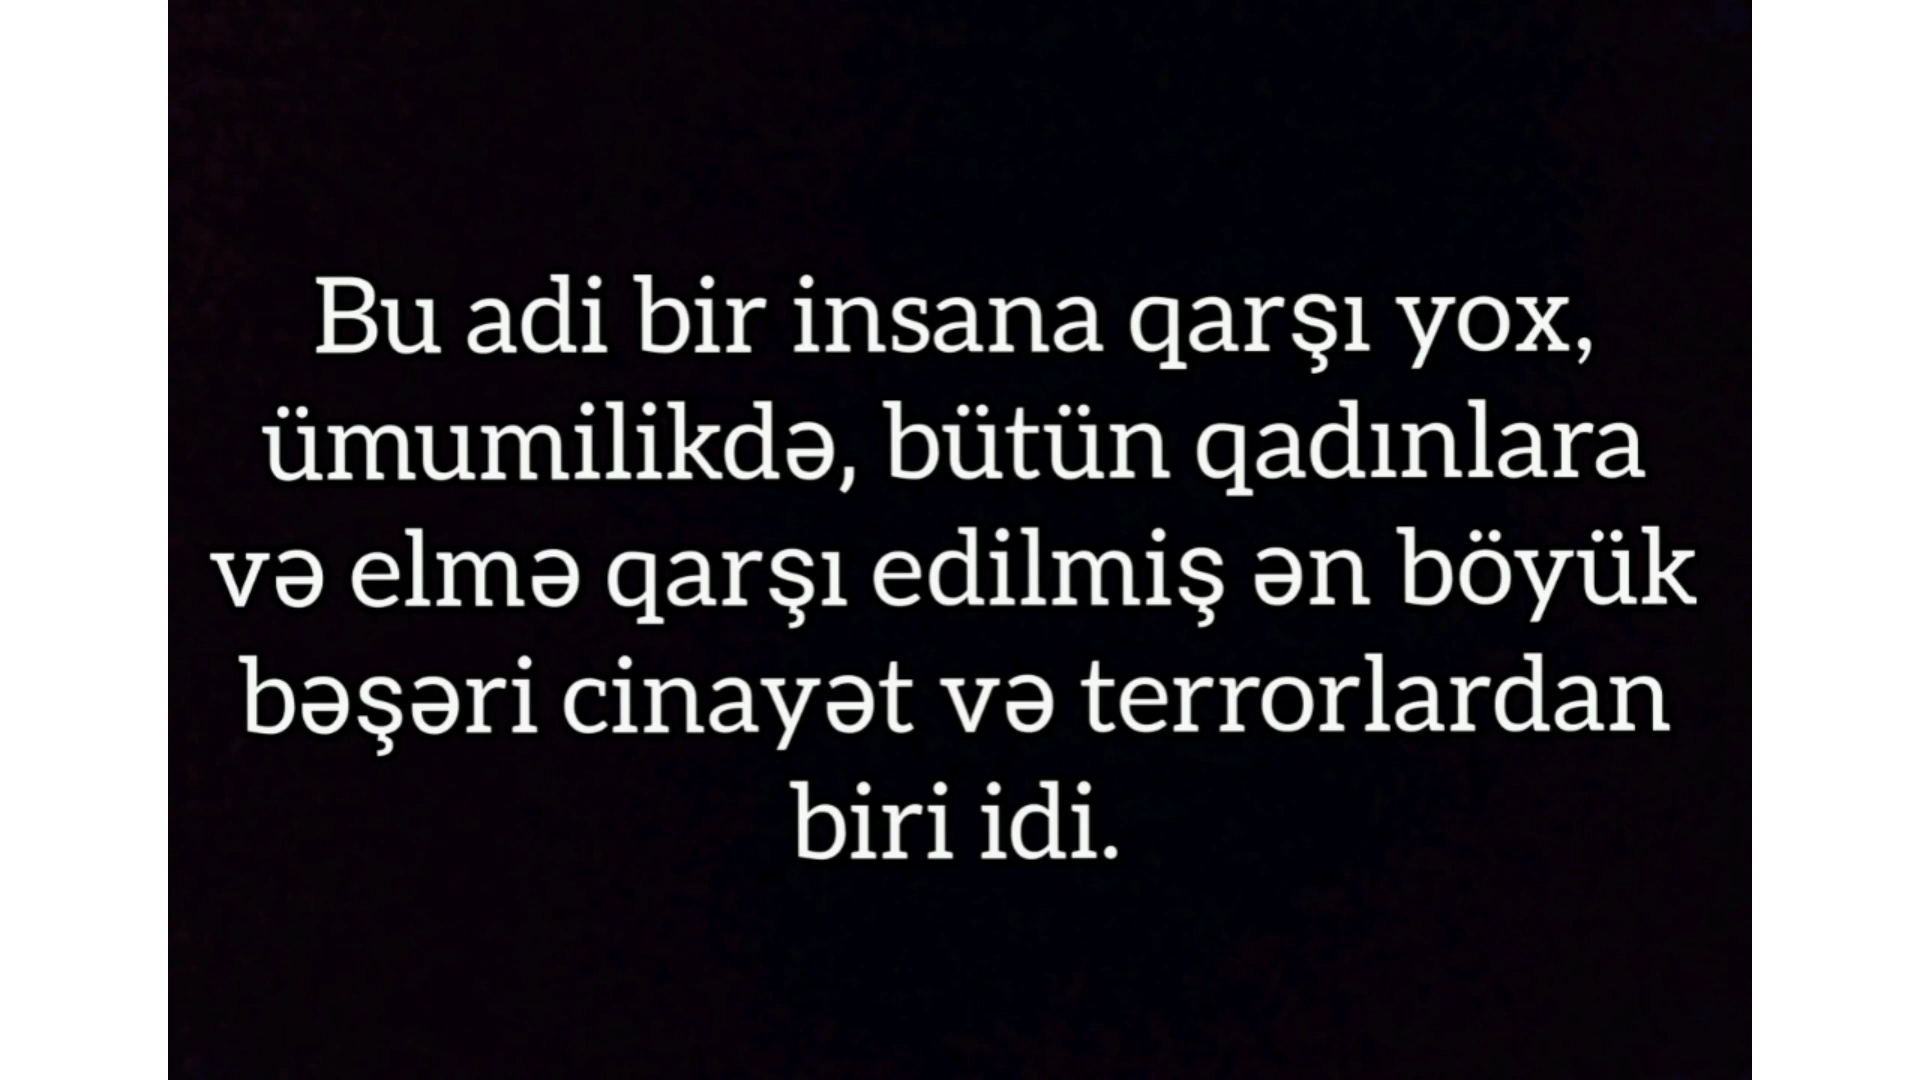 Bu adi bir insana qarşı yox,
ümumilikdə, bütün qadınlara
və elmə qarşı edilmiş ən böyük
bəşəri cinayət və terrorlardan
biri idi.